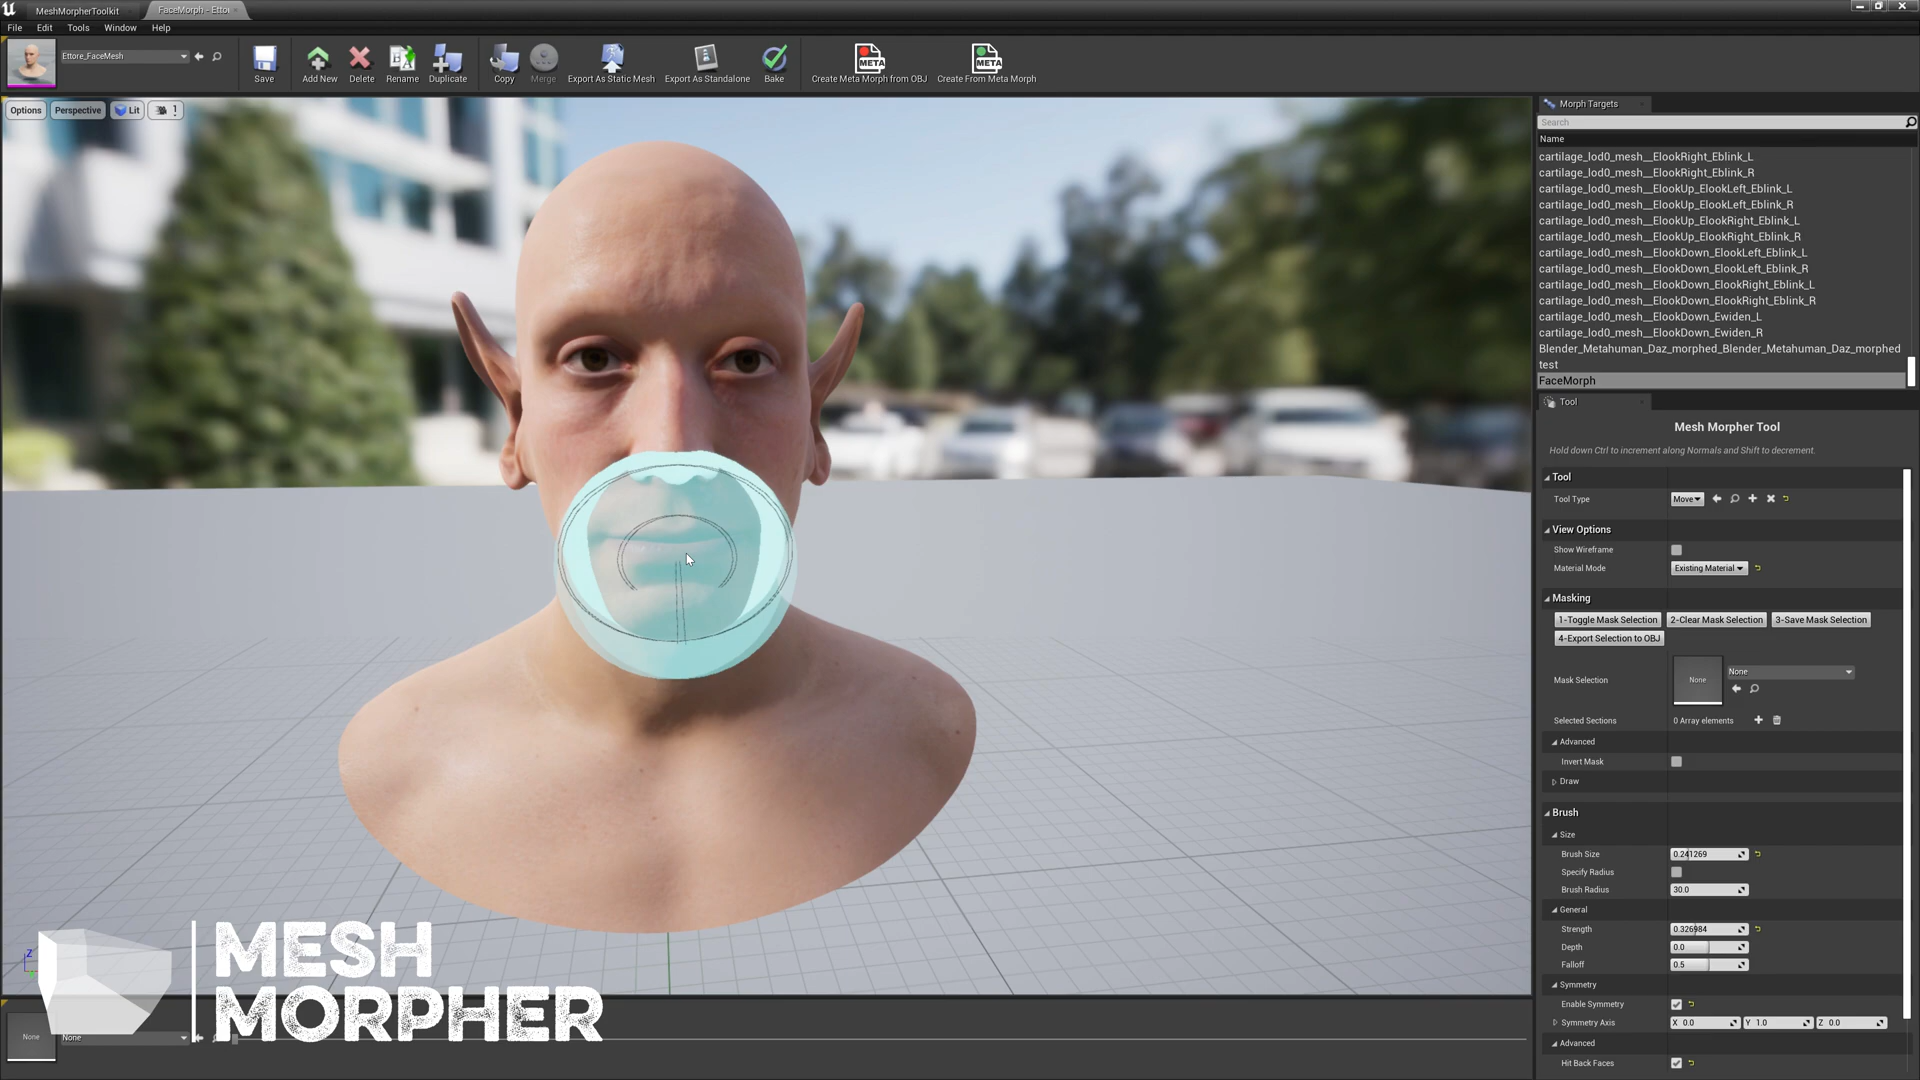 MeshMorpherToolkit
FaceMorph - Ettor
File Edit Tools Window Help
Ettore_FaceMesh
Save
Add New
Delete
Rename
Duplicate
Copy
Merge
Export As Static Mesh
Export As Standalone
Bake
META
Create Meta Morph from OBJ
META
Create From Meta Morph
Options
Perspective
Lit
1
Morph Targets
Search
Name
cartilage_lod0_mesh__ElookRight_Eblink_L
cartilage_lod0_mesh__ElookRight_Eblink_R
cartilage_lod0_mesh__ElookUp_ElookLeft_Eblink_L
cartilage_lod0_mesh__ElookUp_ElookLeft_Eblink_R
cartilage_lod0_mesh__ElookUp_ElookRight_Eblink_L
cartilage_lod0_mesh__ElookUp_ElookRight_Eblink_R
cartilage_lod0_mesh__ElookDown_ElookLeft_Eblink_L
cartilage_lod0_mesh__ElookDown_ElookLeft_Eblink_R
cartilage_lod0_mesh__ElookDown_ElookRight_Eblink_L
cartilage_lod0_mesh__ElookDown_ElookRight_Eblink_R
cartilage_lod0_mesh__ElookDown_Ewiden_L
cartilage_lod0_mesh__ElookDown_Ewiden_R
Blender_Metahuman_Daz_morphed_Blender_Metahuman_Daz_morphed
test
FaceMorph
Tool
Mesh Morpher Tool
Hold down Ctrl to increment along Normals and Shift to decrement.
Tool
Tool Type Move
View Options
Show Wireframe
Material Mode Existing Material
Masking
1-Toggle Mask Selection 2-Clear Mask Selection 3-Save Mask Selection
4-Export Selection to OBJ
Mask Selection None None
Selected Sections 0 Array elements
Advanced
Invert Mask
Draw
Brush
Size
Brush Size 0.241269
Specify Radius
Brush Radius 30.0
General
Strength 0.326984
Depth 0.0
Falloff 0.5
Symmetry
Enable Symmetry
Symmetry Axis X 0.0 Y 1.0 Z 0.0
Advanced
Hit Back Faces
Z
MESH
MORPHER
None None